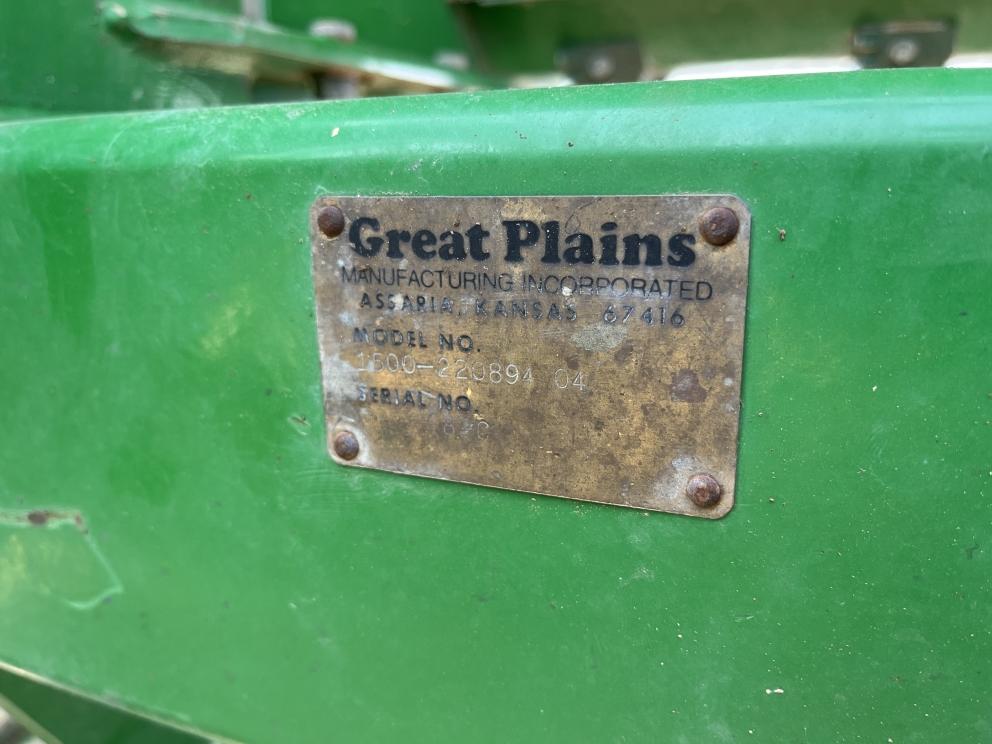 Great Plains
MANUFACTURING INCORPORATED
ASSARIA, KANSAS 67416
MODEL NO.
1500-220894 04
SERIAL NO.